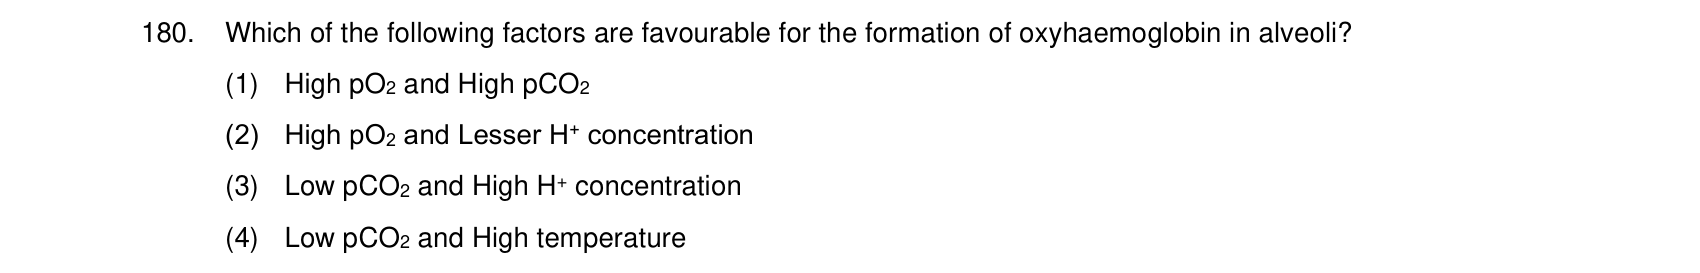 180. Which of the following factors are favourable for the formation of oxyhaemoglobin in alveoli?
(1) High pO₂ and High pCO₂
(2) High pO₂ and Lesser H⁺ concentration
(3) Low pCO₂ and High H⁺ concentration
(4) Low pCO₂ and High temperature